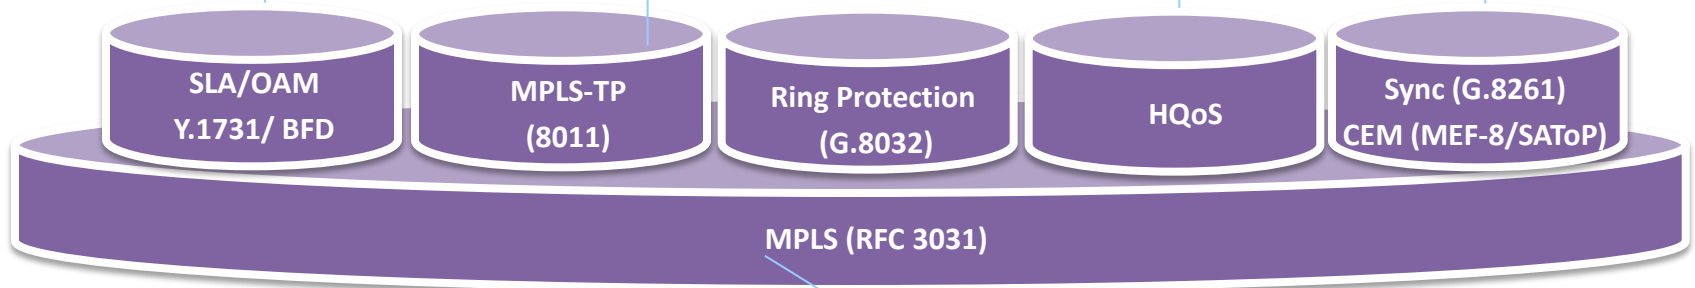 SLA/OAM
Y.1731/ BFD
MPLS-TP
(8011)
Ring Protection
(G.8032)
HQoS
Sync (G.8261)
CEM (MEF-8/SAToP)
MPLS (RFC 3031)